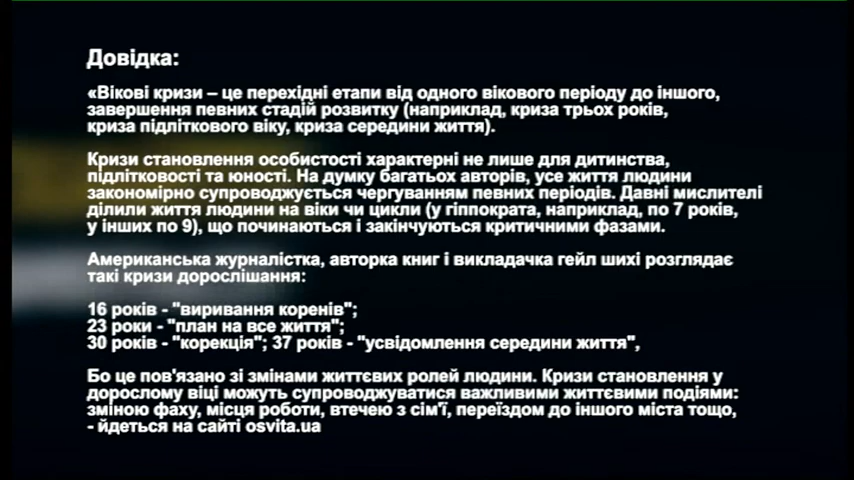 Довідка:
«Вікові кризи – це перехідні етапи від одного вікового періоду до іншого,
завершення певних стадій розвитку (наприклад, криза трьох років,
криза підліткового віку, криза середини життя).
Кризи становлення особистості характерні не лише для дитинства,
підлітковості та юності. На думку багатьох авторів, усе життя людини
закономірно супроводжується чергуванням певних періодів. Давні мислителі
ділили життя людини на віки чи цикли (у гіппократа, наприклад, по 7 років,
у інших по 9), що починаються і закінчуються критичними фазами.
Американська журналістка, авторка книг і викладачка гейл шихі розглядає
такі кризи дорослішання:
16 років - "виривання коренів";
23 роки - "план на все життя";
30 років - "корекція"; 37 років - "усвідомлення середини життя",
Бо це пов'язано зі змінами життєвих ролей людини. Кризи становлення у
дорослому віці можуть супроводжуватися важливими життєвими подіями:
зміною фаху, місця роботи, втечею з сім'ї, переїздом до іншого міста тощо,
- йдеться на сайті osvita.ua